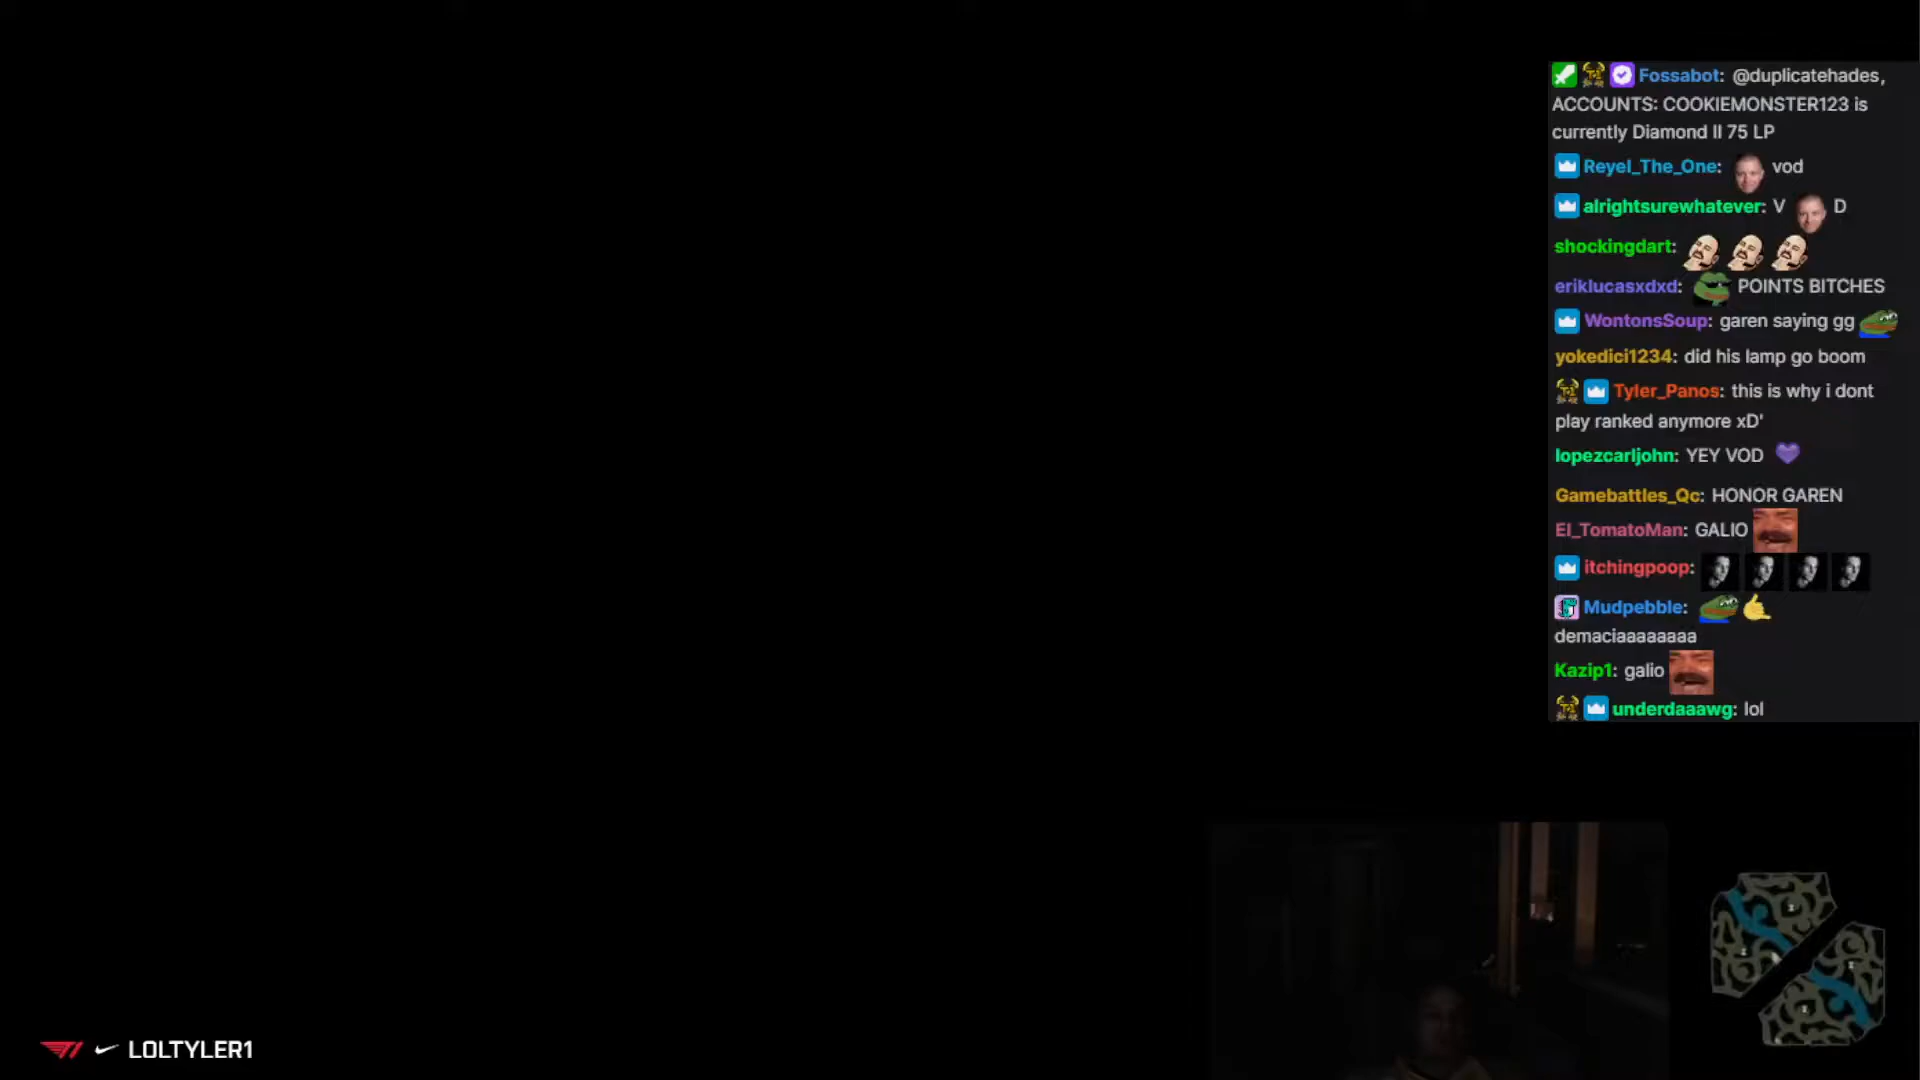 Fossabot: @duplicatehades,
ACCOUNTS: COOKIEMONSTER123 is
currently Diamond II 75 LP
Reyel_The_One: vod
alrightsurewhatever: V D
shockingdart:
eriklucasxdxd: POINTS BITCHES
WontonsSoup: garen saying gg
yokedici1234: did his lamp go boom
Tyler_Panos: this is why i dont
play ranked anymore xD'
lopezcarljohn: YEY VOD
Gamebattles_Qc: HONOR GAREN
El_TomatoMan: GALIO
itchingpoop:
Mudpebble:
demaciaaaaaaaa
Kazip1: galio
underdaaawg: lol
LOLTYLER1